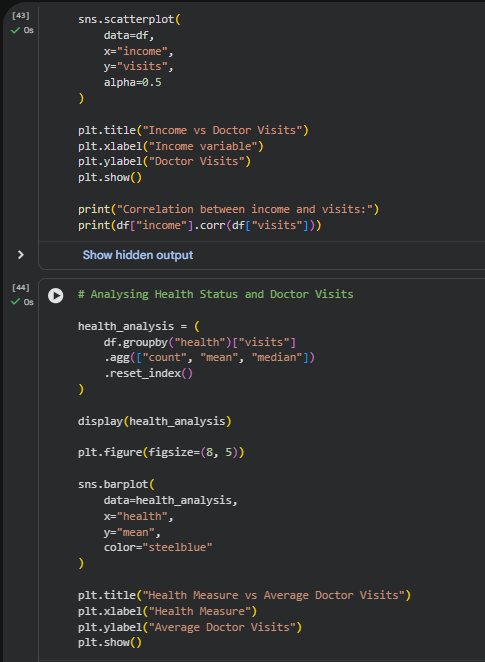 [43]
0s
sns.scatterplot(
    data=df,
    x="income",
    y="visits",
    alpha=0.5
)

plt.title("Income vs Doctor Visits")
plt.xlabel("Income variable")
plt.ylabel("Doctor Visits")
plt.show()

print("Correlation between income and visits:")
print(df["income"].corr(df["visits"]))
Show hidden output
[44]
0s
# Analysing Health Status and Doctor Visits

health_analysis = (
    df.groupby("health")["visits"]
    .agg(["count", "mean", "median"])
    .reset_index()
)

display(health_analysis)

plt.figure(figsize=(8, 5))

sns.barplot(
    data=health_analysis,
    x="health",
    y="mean",
    color="steelblue"
)

plt.title("Health Measure vs Average Doctor Visits")
plt.xlabel("Health Measure")
plt.ylabel("Average Doctor Visits")
plt.show()